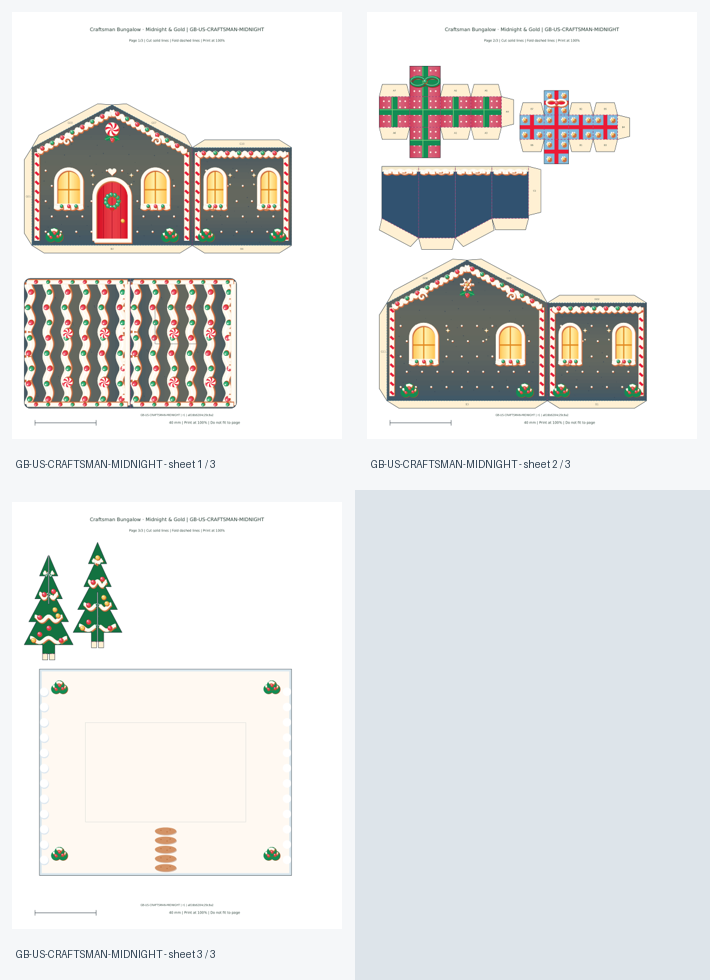 Craftsman Bungalow · Midnight & Gold | GB-US-CRAFTSMAN-MIDNIGHT
Page 1/3 | Cut solid lines | Fold dashed lines | Print at 100%
40 mm | Print at 100% | Do not fit to page
GB-US-CRAFTSMAN-MIDNIGHT - sheet 1 / 3
Craftsman Bungalow · Midnight & Gold | GB-US-CRAFTSMAN-MIDNIGHT
Page 2/3 | Cut solid lines | Fold dashed lines | Print at 100%
40 mm | Print at 100% | Do not fit to page
GB-US-CRAFTSMAN-MIDNIGHT - sheet 2 / 3
Craftsman Bungalow · Midnight & Gold | GB-US-CRAFTSMAN-MIDNIGHT
Page 3/3 | Cut solid lines | Fold dashed lines | Print at 100%
40 mm | Print at 100% | Do not fit to page
GB-US-CRAFTSMAN-MIDNIGHT - sheet 3 / 3